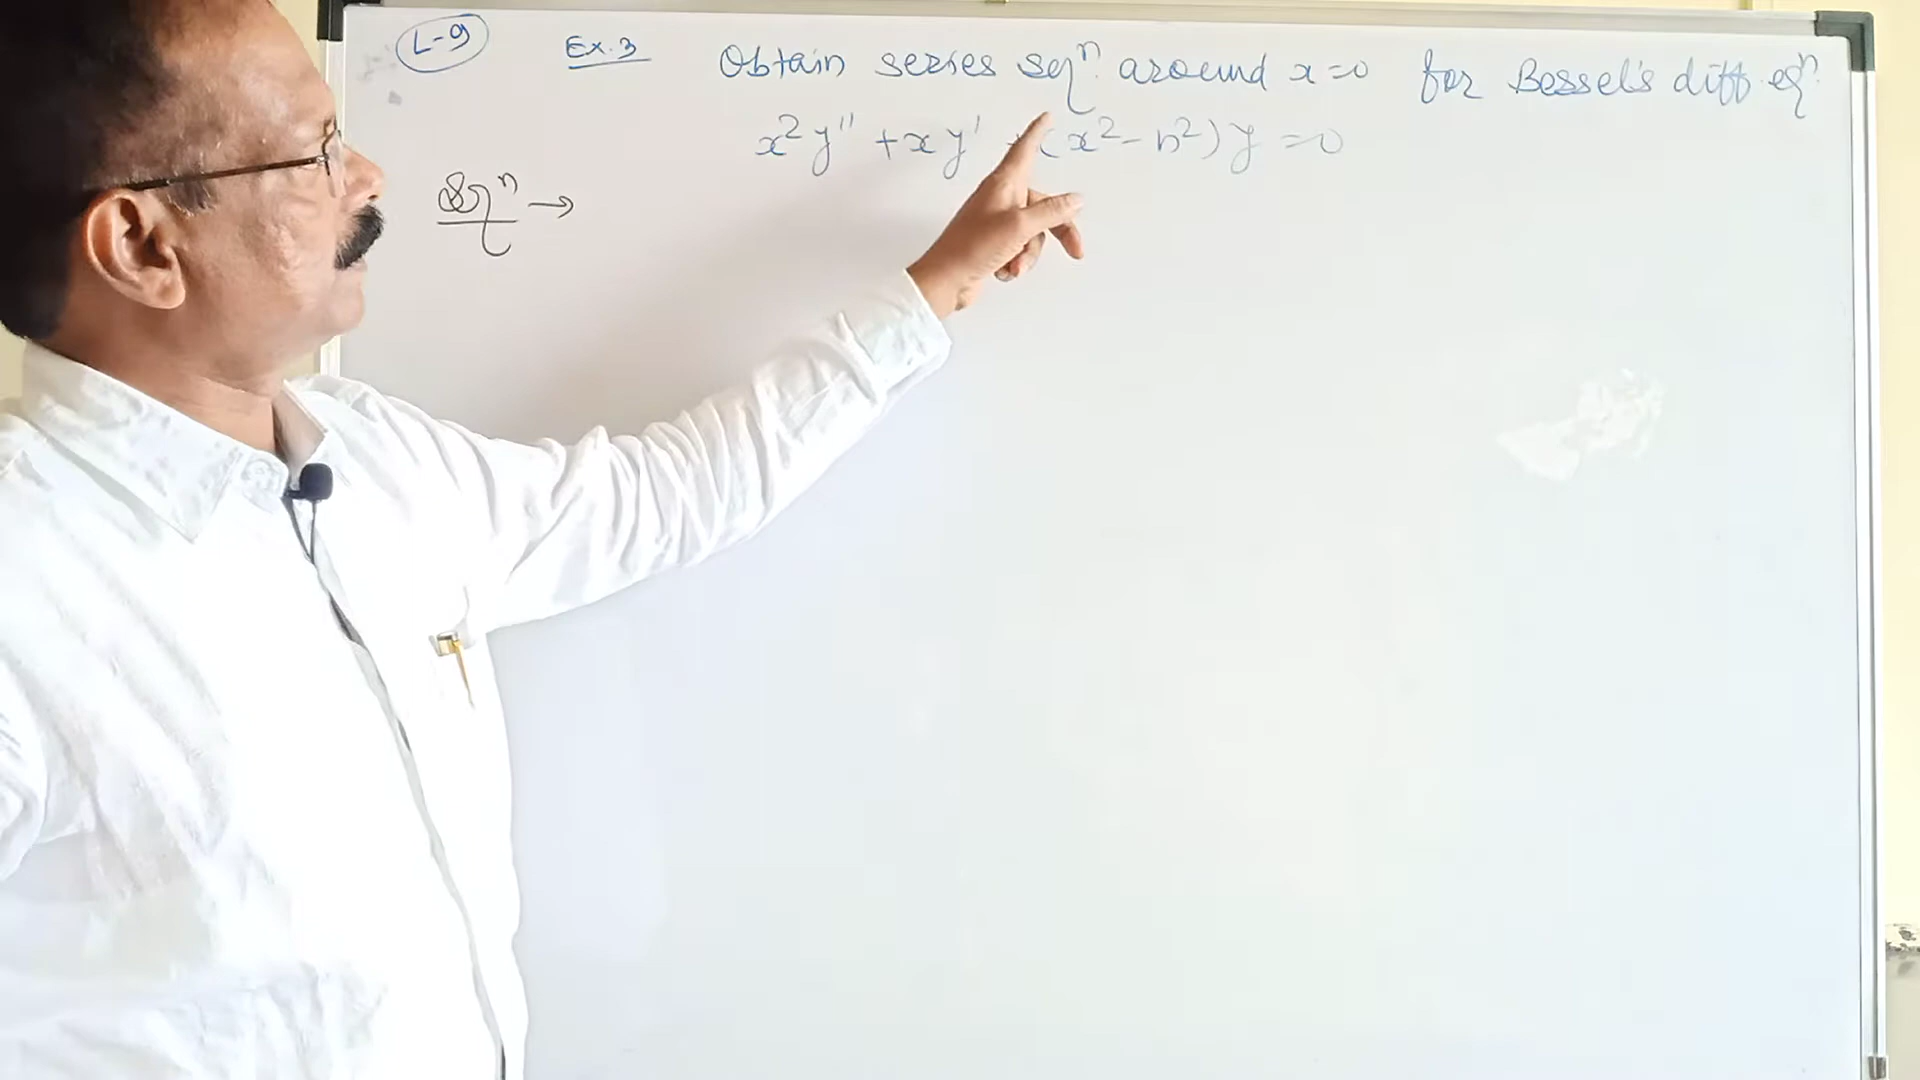 L-9 Ex.3 Obtain series solⁿ. around x=0 for Bessel's diff. eqⁿ.
x²y'' + xy' + (x²-n²)y = 0
Solⁿ →